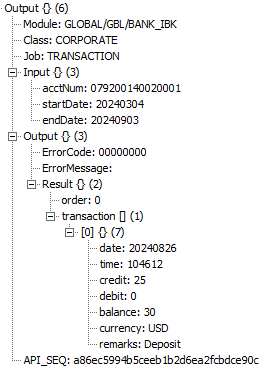 Output {} (6)
Module: GLOBAL/GBL/BANK_IBK
Class: CORPORATE
Job: TRANSACTION
Input {} (3)
acctNum: 079200140020001
startDate: 20240304
endDate: 20240903
Output {} (3)
ErrorCode: 00000000
ErrorMessage:
Result {} (2)
order: 0
transaction [] (1)
[0] {} (7)
date: 20240826
time: 104612
credit: 25
debit: 0
balance: 30
currency: USD
remarks: Deposit
API_SEQ: a86ec5994b5ceeb1b2d6ea2fcbdce90c